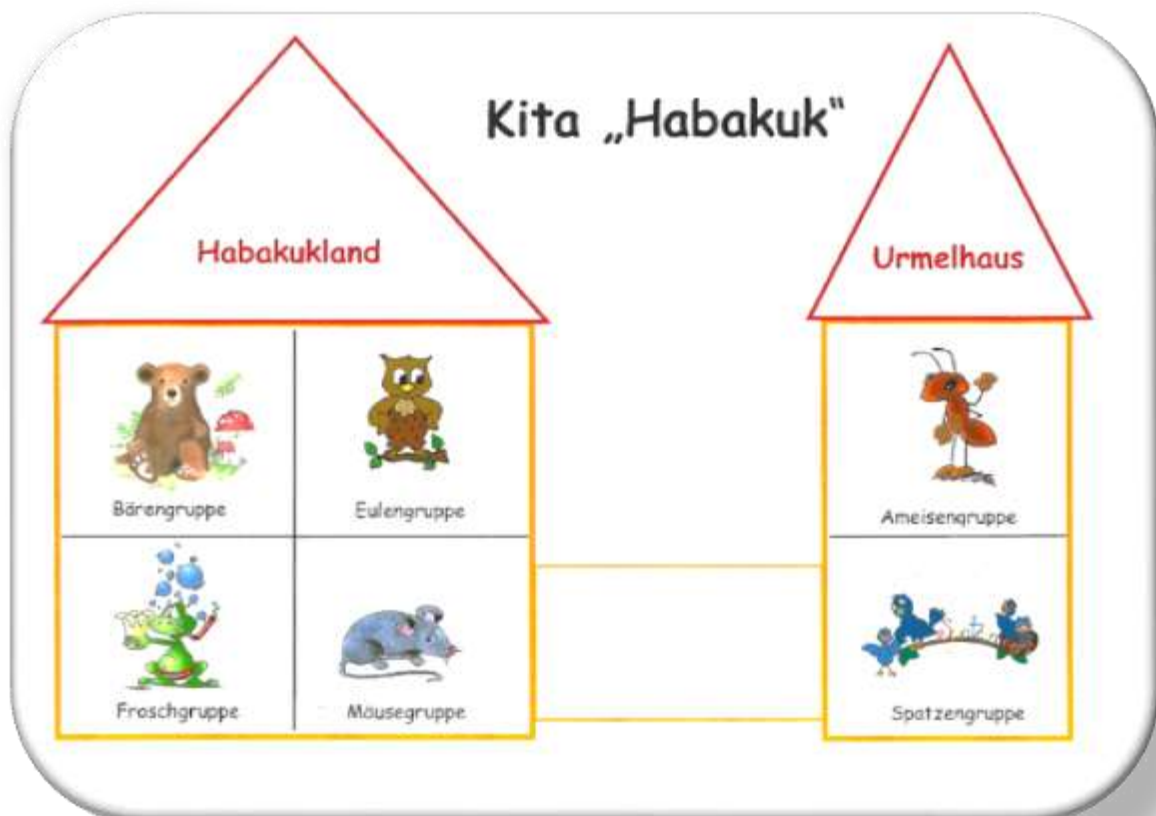 Kita „Habakuk“
Habakukland
Urmelhaus
Bärengruppe
Eulengruppe
Froschgruppe
Mäusegruppe
Ameisengruppe
Spatzengruppe